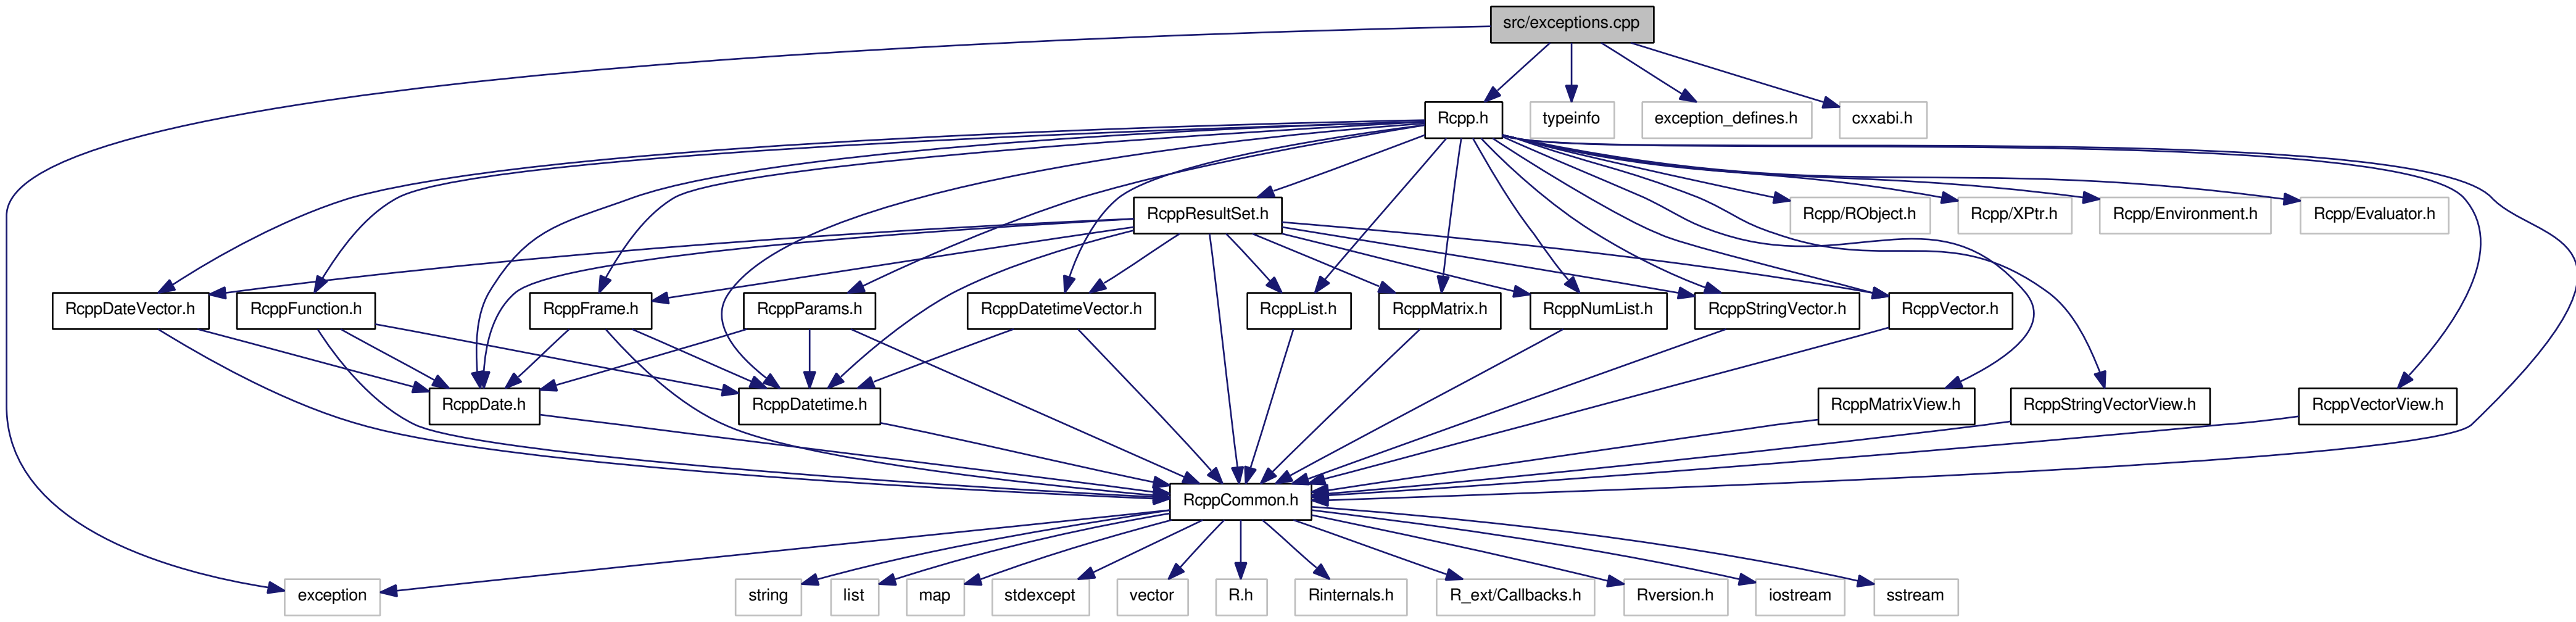 src/exceptions.cpp
Rcpp.h
typeinfo
exception_defines.h
cxxabi.h
RcppResultSet.h
Rcpp/RObject.h
Rcpp/XPtr.h
Rcpp/Environment.h
Rcpp/Evaluator.h
RcppDateVector.h
RcppFunction.h
RcppFrame.h
RcppParams.h
RcppDatetimeVector.h
RcppList.h
RcppMatrix.h
RcppNumList.h
RcppStringVector.h
RcppVector.h
RcppDate.h
RcppDatetime.h
RcppMatrixView.h
RcppStringVectorView.h
RcppVectorView.h
RcppCommon.h
exception
string
list
map
stdexcept
vector
R.h
Rinternals.h
R_ext/Callbacks.h
Rversion.h
iostream
sstream